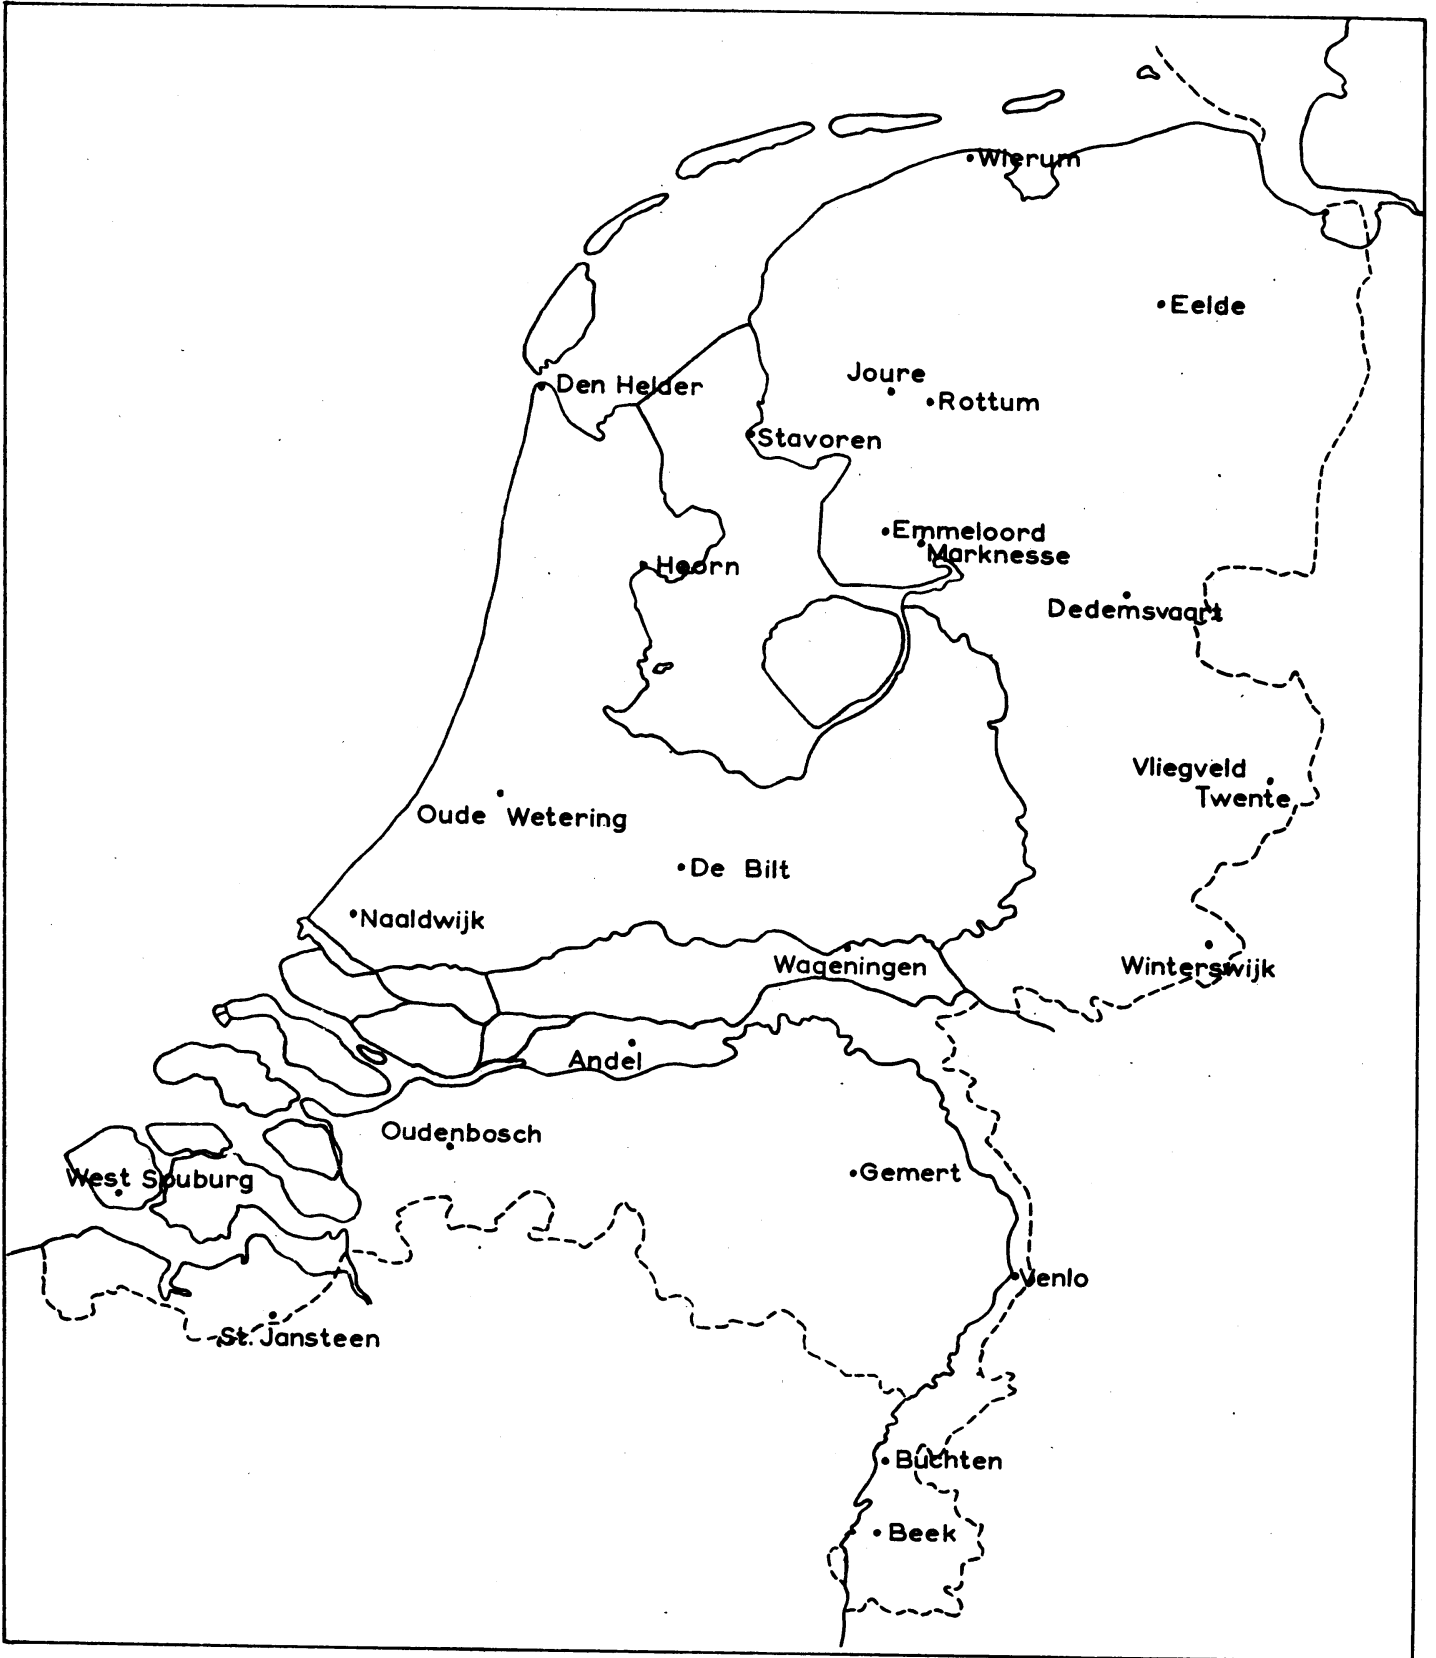 Wierum
Eelde
Joure
Rottum
Den Helder
Stavoren
Emmeloord
Marknesse
Hoorn
Dedemsvaart
Vliegveld
Twente
Oude Wetering
De Bilt
Naaldwijk
Wageningen
Winterswijk
Andel
Oudenbosch
Gemert
West Souburg
Venlo
St. Jansteen
Buchten
Beek